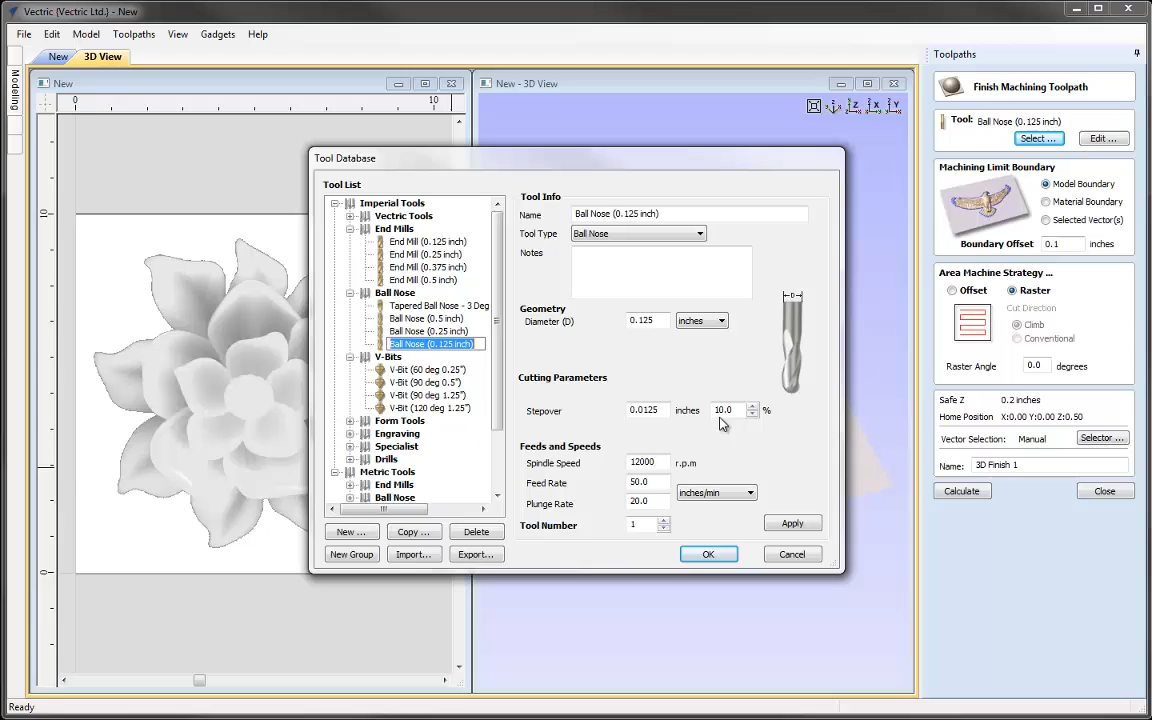 Vectric {Vectric Ltd.} - New
File Edit Model Toolpaths View Gadgets Help
New 3D View
Modeling
New
0 10
10
0
New - 3D View
Z X Y
Tool Database
Tool List
Imperial Tools
Vectric Tools
End Mills
End Mill (0.125 inch)
End Mill (0.25 inch)
End Mill (0.375 inch)
End Mill (0.5 inch)
Ball Nose
Tapered Ball Nose - 3 Deg
Ball Nose (0.5 inch)
Ball Nose (0.25 inch)
Ball Nose (0.125 inch)
V-Bits
V-Bit (60 deg 0.25")
V-Bit (90 deg 0.5")
V-Bit (90 deg 1.25")
V-Bit (120 deg 1.25")
Form Tools
Engraving
Specialist
Drills
Metric Tools
End Mills
Ball Nose
New ... Copy ... Delete
New Group Import... Export...
Tool Info
Name Ball Nose (0.125 inch)
Tool Type Ball Nose
Notes
Geometry
Diameter (D) 0.125 inches
D
Cutting Parameters
Stepover 0.0125 inches 10.0 %
Feeds and Speeds
Spindle Speed 12000 r.p.m
Feed Rate 50.0
inches/min
Plunge Rate 20.0
Tool Number 1 Apply
OK Cancel
Toolpaths
Finish Machining Toolpath
Tool: Ball Nose (0.125 inch)
Select ... Edit ...
Machining Limit Boundary
Model Boundary
Material Boundary
Selected Vector(s)
Boundary Offset 0.1 inches
Area Machine Strategy ...
Offset Raster
Cut Direction
Climb
Conventional
Raster Angle 0.0 degrees
Safe Z 0.2 inches
Home Position X:0.00 Y:0.00 Z:0.50
Vector Selection: Manual Selector ...
Name: 3D Finish 1
Calculate Close
Ready